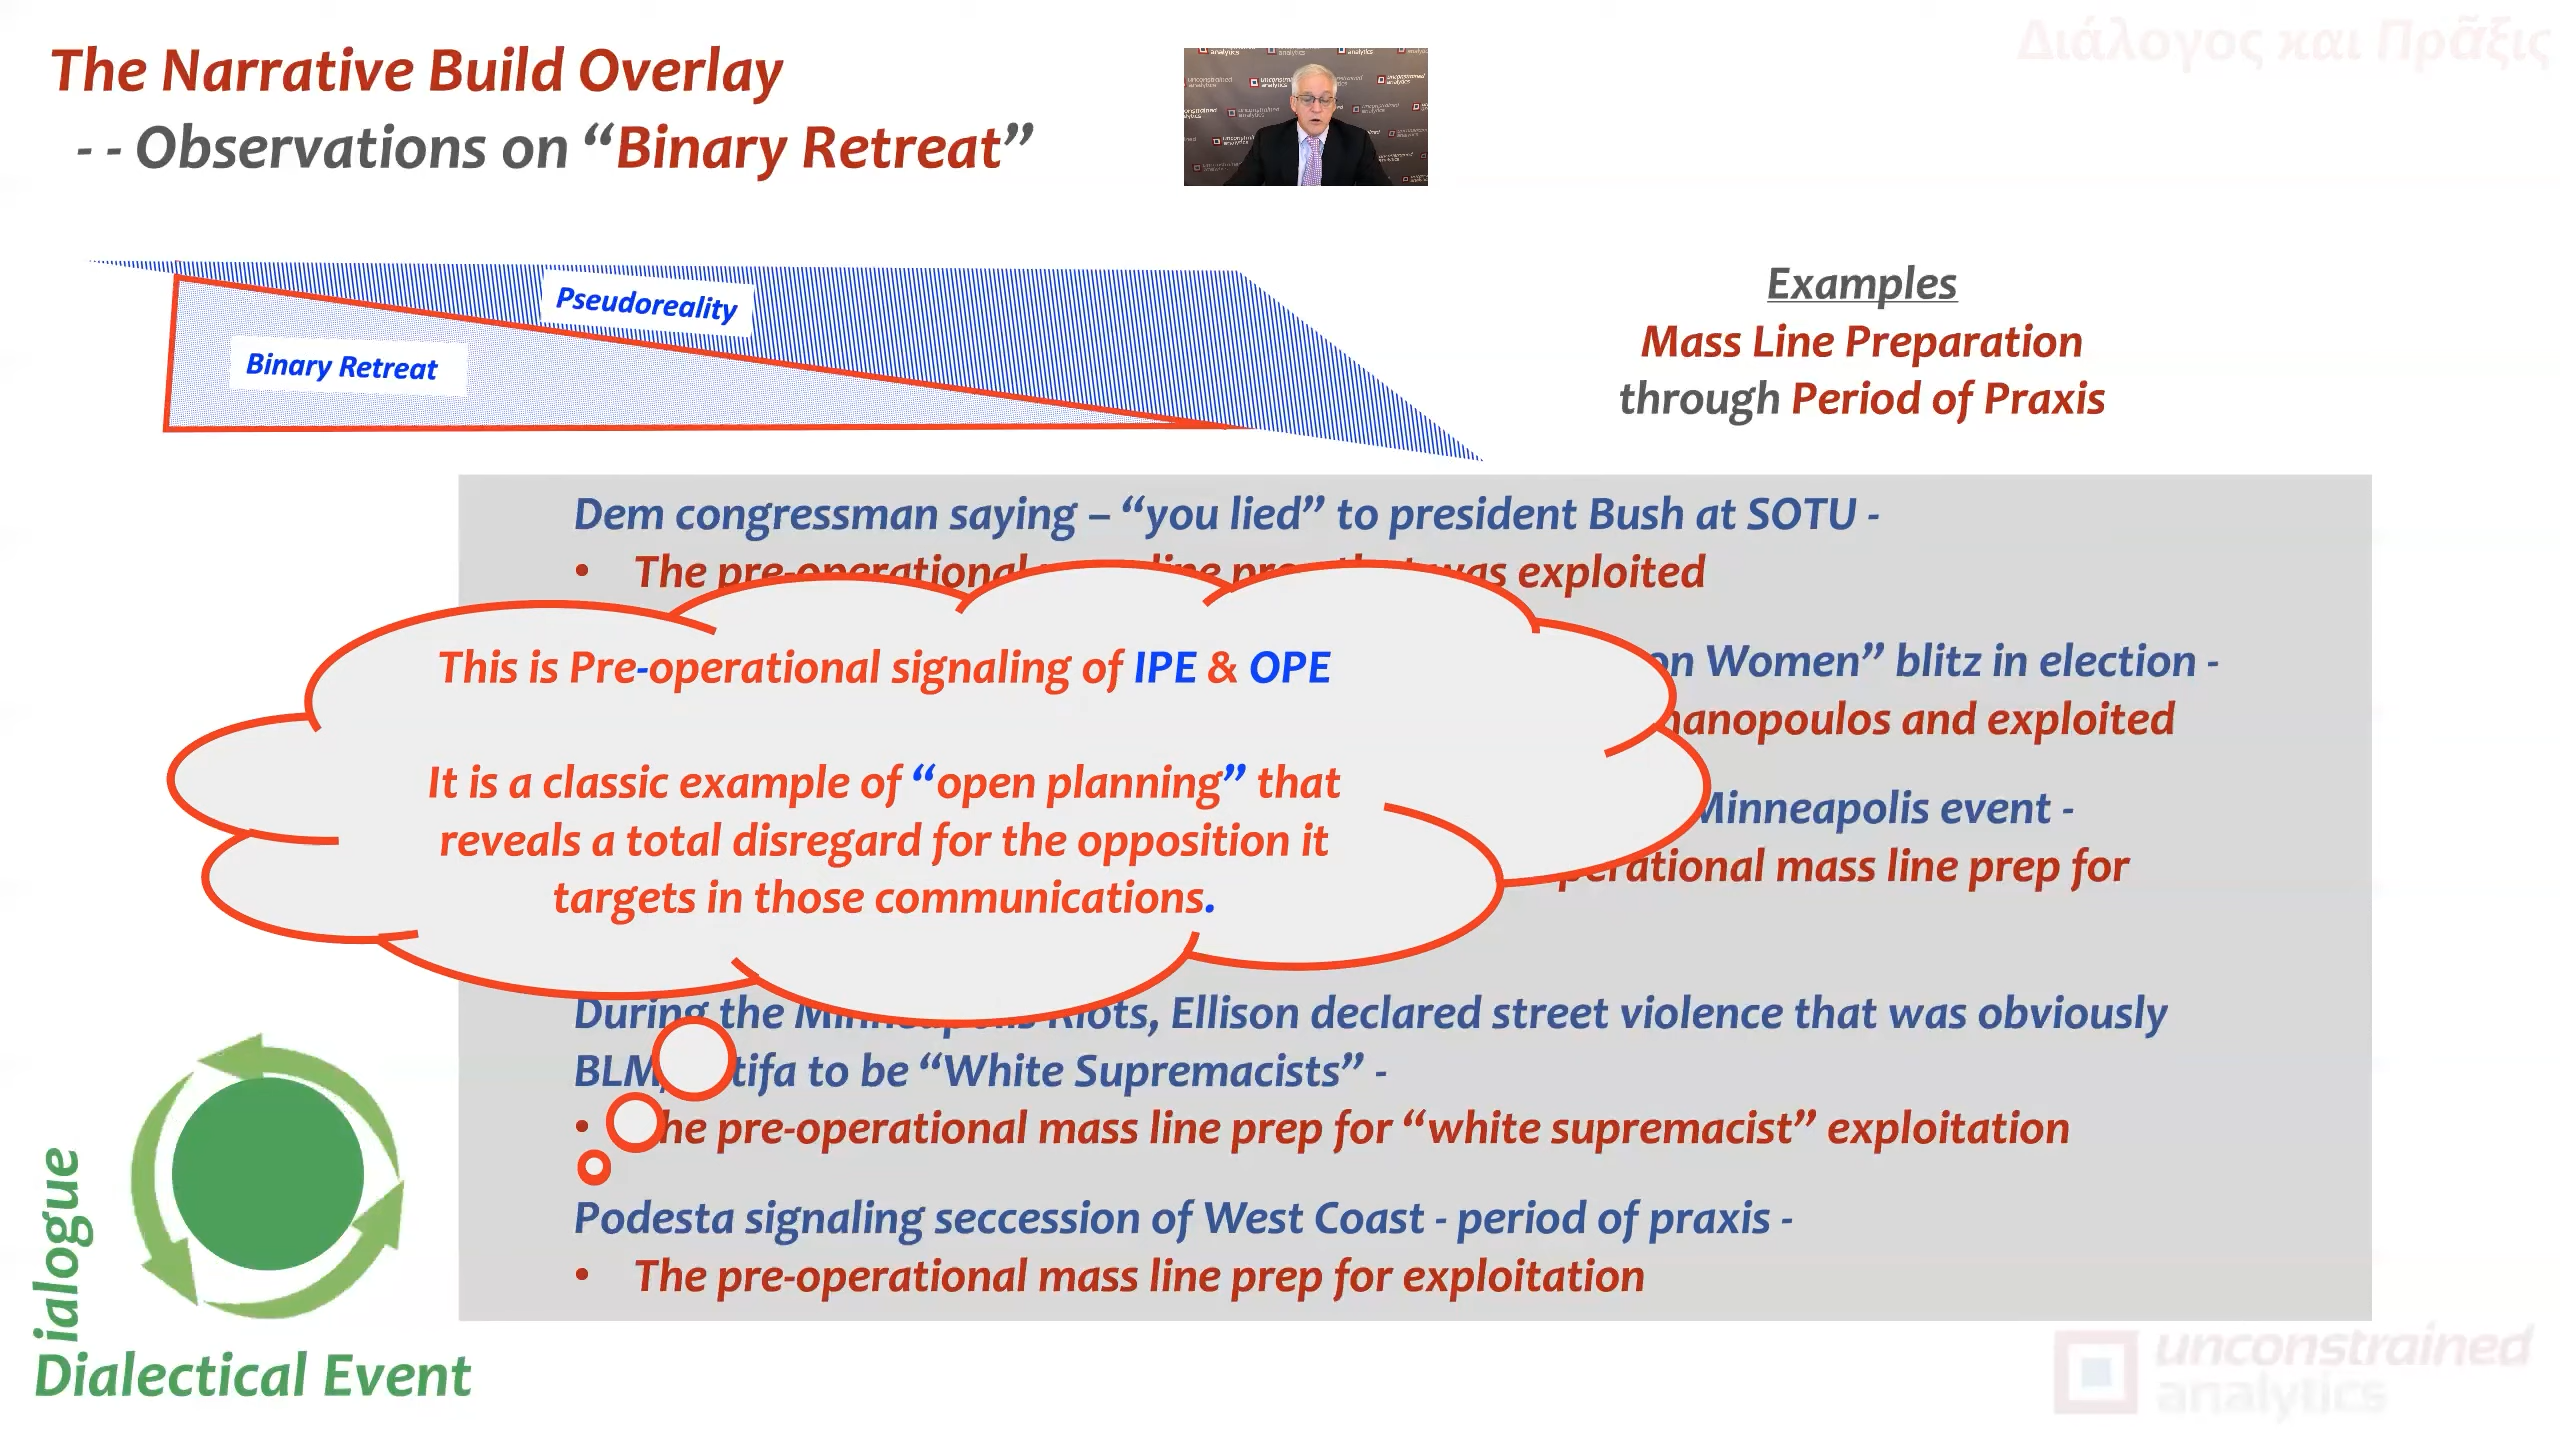 Διάλογος και Πρᾶξις
The Narrative Build Overlay
- - Observations on “Binary Retreat”
Pseudoreality
Binary Retreat
Examples
Mass Line Preparation
through Period of Praxis
Dem congressman saying – “you lied” to president Bush at SOTU -
• The pre-operational line was exploited
This is Pre-operational signaling of IPE & OPE
It is a classic example of “open planning” that
reveals a total disregard for the opposition it
targets in those communications.
on Women” blitz in election -
and exploited
Minneapolis event -
mass line prep for
During the Minneapolis Riots, Ellison declared street violence that was obviously
to be “White Supremacists” -
• pre-operational mass line prep for “white supremacist” exploitation
Podesta signaling seccession of West Coast - period of praxis -
• The pre-operational mass line prep for exploitation
Dialogue
Dialectical Event
unconstrained
analytics